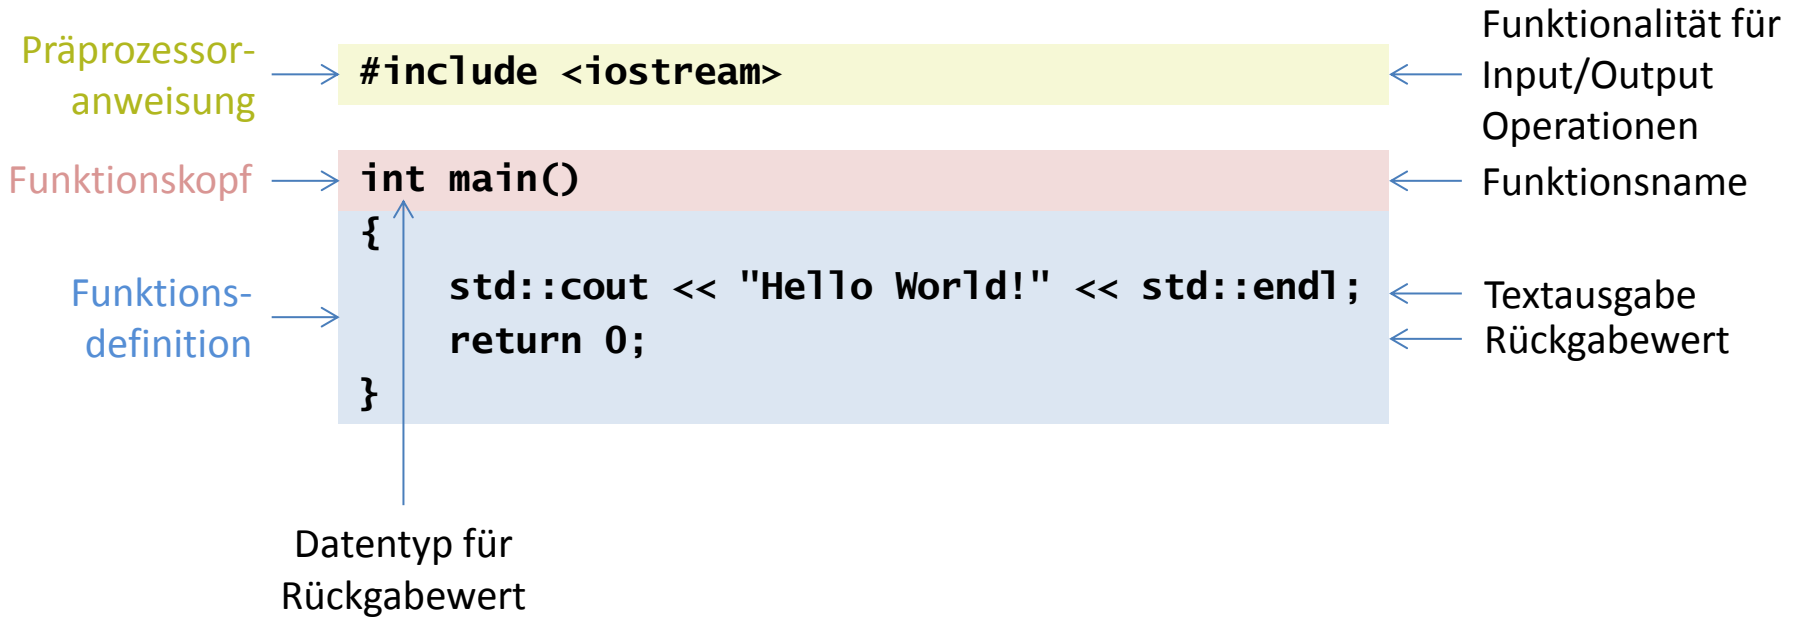 Präprozessor-
anweisung
#include <iostream>
Funktionalität für
Input/Output
Operationen
Funktionskopf
int main()
Funktionsname
{
Funktions-
definition
std::cout << "Hello World!" << std::endl;
Textausgabe
return 0;
Rückgabewert
}
Datentyp für
Rückgabewert